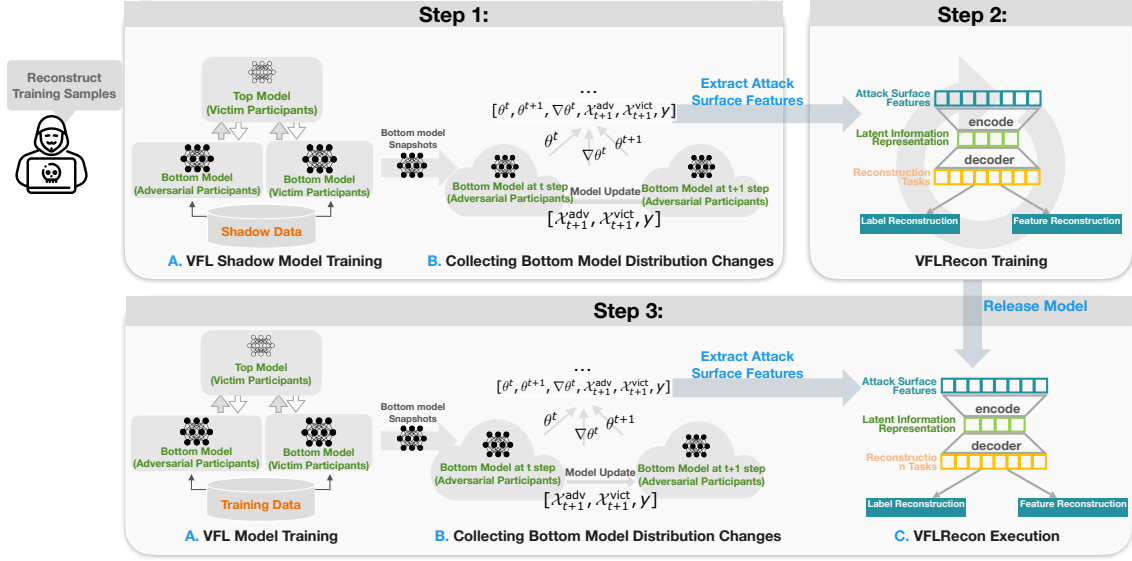 Reconstruct
Training Samples
Step 1:
Top Model
(Victim Participants)
Bottom Model
(Adversarial Participants)
Bottom Model
(Victim Participants)
Shadow Data
A. VFL Shadow Model Training
Bottom model
Snapshots
...
[θ^t, θ^{t+1}, ∇θ^t, 𝒳^{adv}_{t+1}, 𝒳^{vict}_{t+1}, y]
θ^t
∇θ^t
θ^{t+1}
Bottom Model at t step
(Adversarial Participants)
Model Update
Bottom Model at t+1 step
(Adversarial Participants)
[𝒳^{adv}_{t+1}, 𝒳^{vict}_{t+1}, y]
B. Collecting Bottom Model Distribution Changes
Extract Attack
Surface Features
Step 2:
Attack Surface
Features
encode
Latent Information
Representation
decoder
Reconstruction
Tasks
Label Reconstruction
Feature Reconstruction
VFLRecon Training
Release Model
Step 3:
Top Model
(Victim Participants)
Bottom Model
(Adversarial Participants)
Bottom Model
(Victim Participants)
Training Data
A. VFL Model Training
Bottom model
Snapshots
...
[θ^t, θ^{t+1}, ∇θ^t, 𝒳^{adv}_{t+1}, 𝒳^{vict}_{t+1}, y]
θ^t
∇θ^t
θ^{t+1}
Bottom Model at t step
(Adversarial Participants)
Model Update
Bottom Model at t+1 step
(Adversarial Participants)
[𝒳^{adv}_{t+1}, 𝒳^{vict}_{t+1}, y]
B. Collecting Bottom Model Distribution Changes
Extract Attack
Surface Features
Attack Surface
Features
encode
Latent Information
Representation
decoder
Reconstructio
n Tasks
Label Reconstruction
Feature Reconstruction
C. VFLRecon Execution